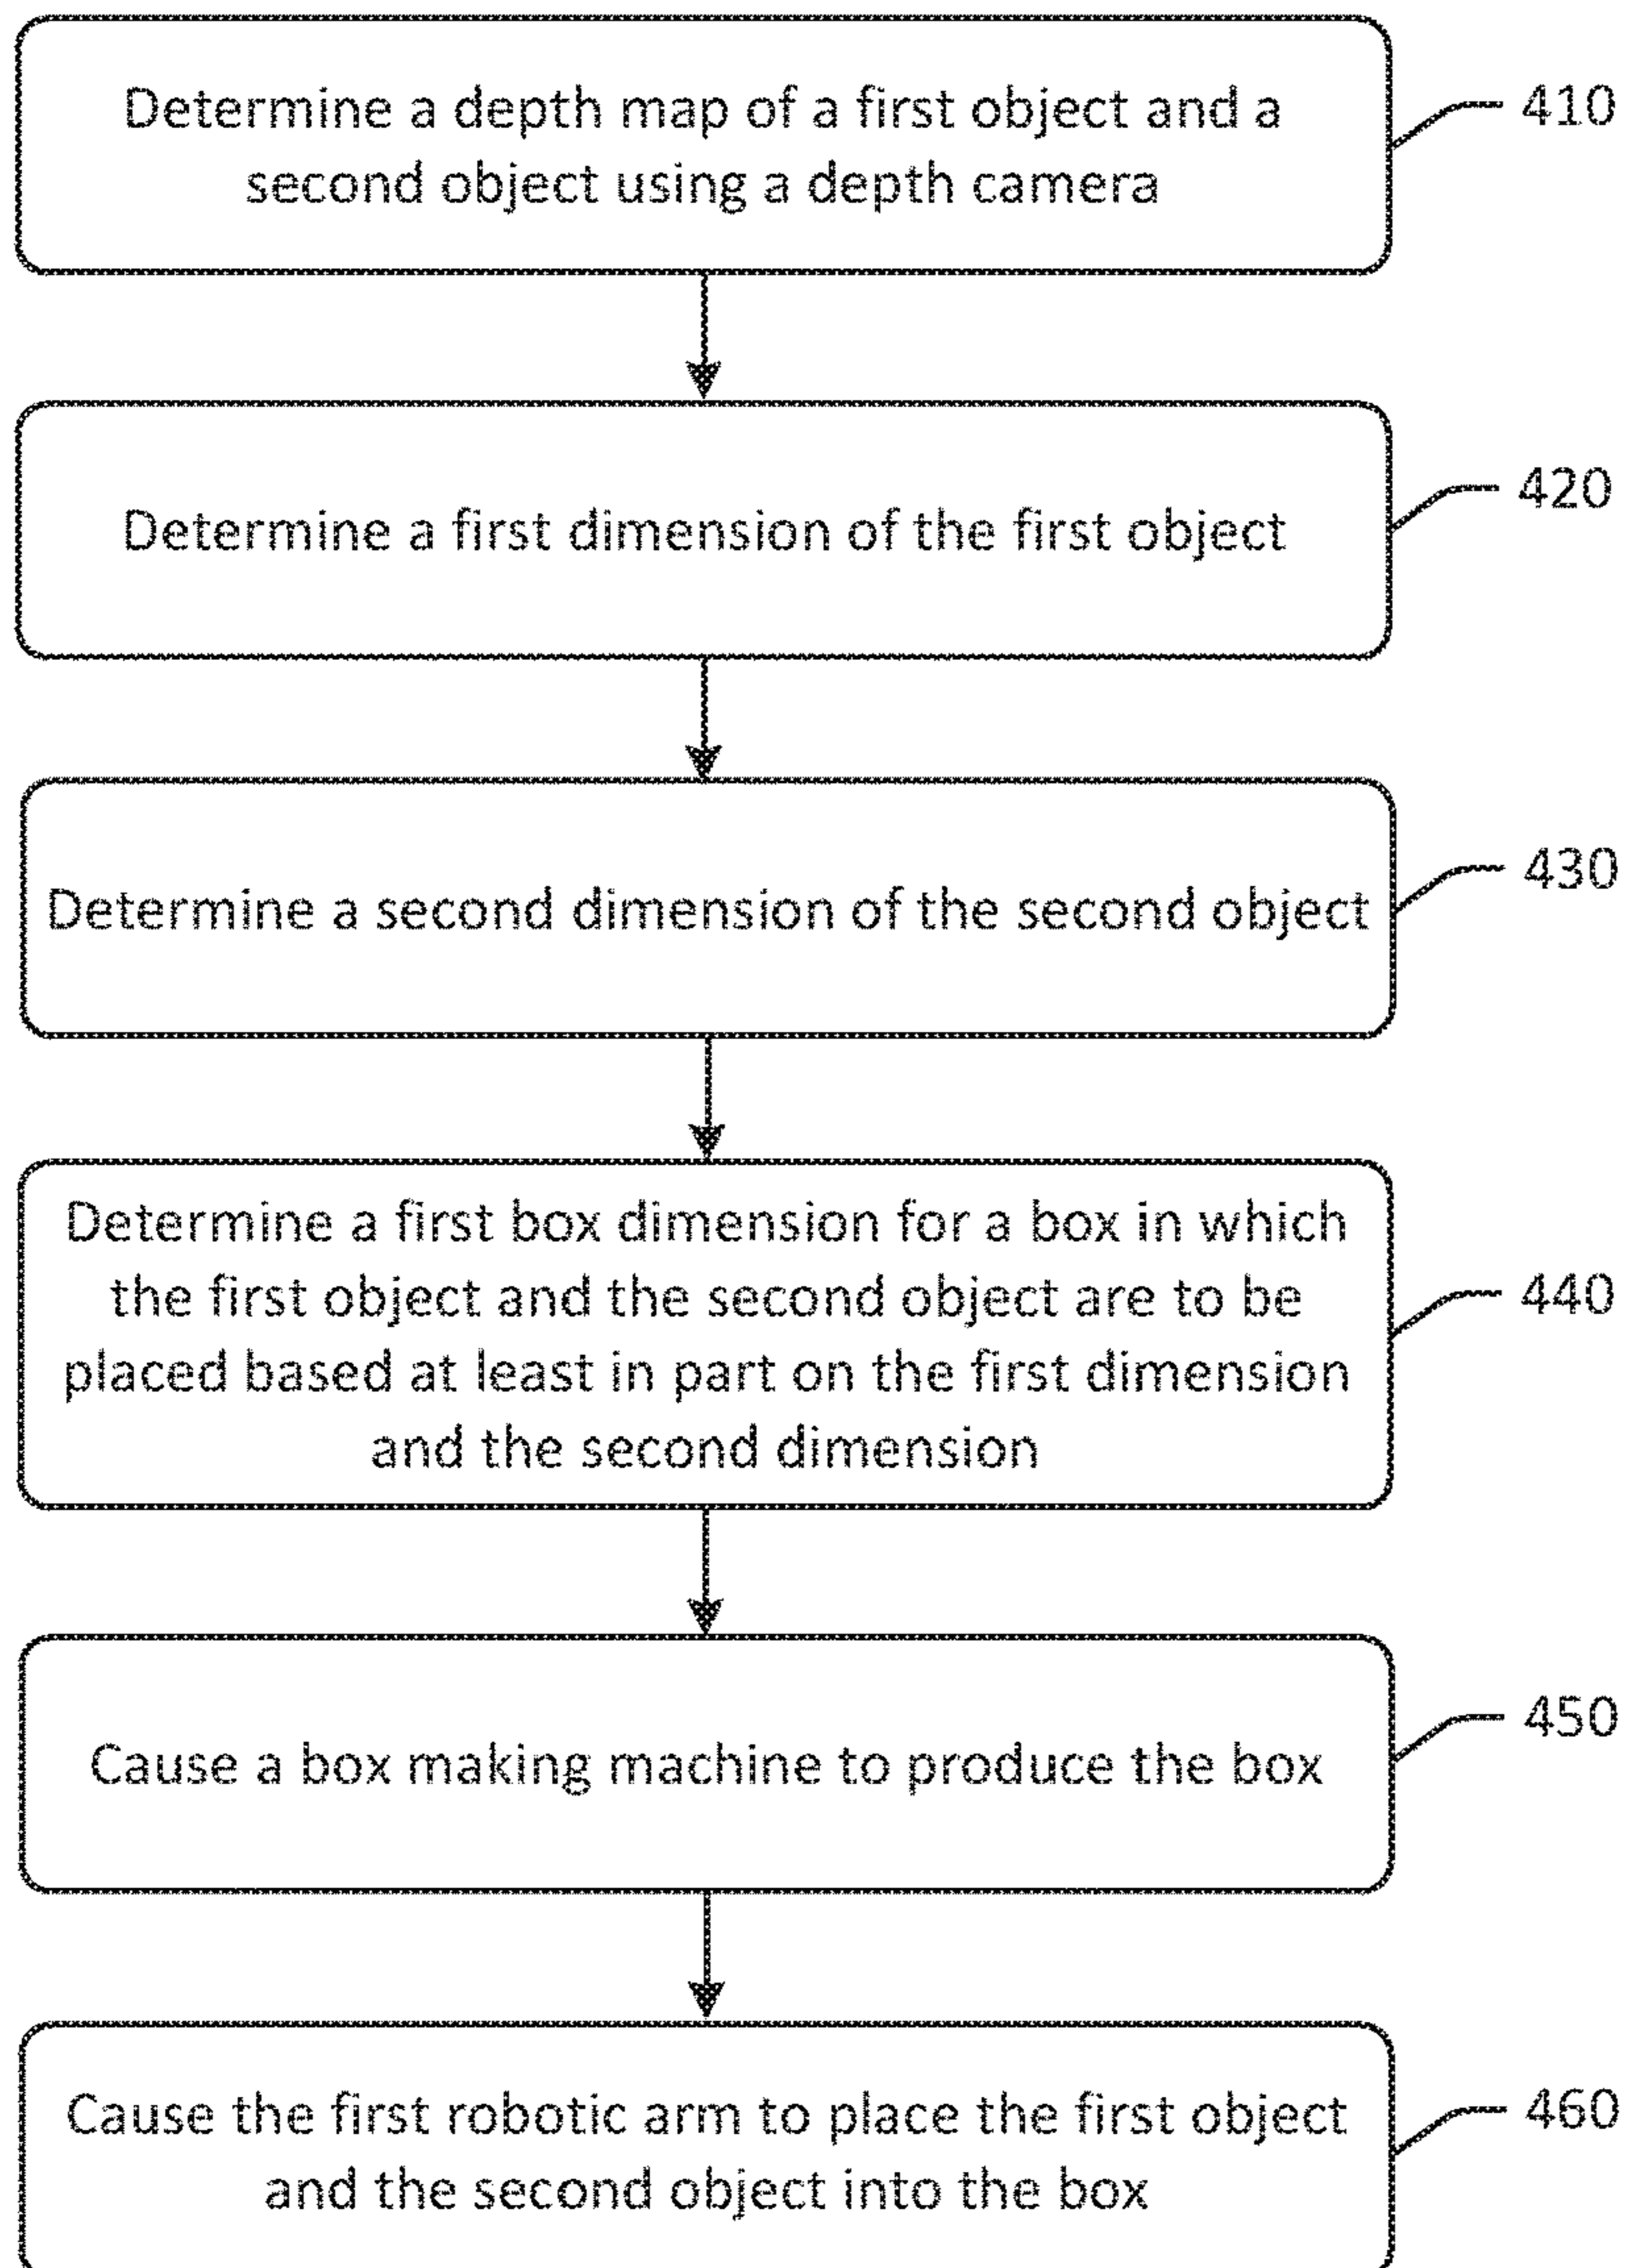 Determine a depth map of a first object and a
second object using a depth camera
410
Determine a first dimension of the first object
420
Determine a second dimension of the second object
430
Determine a first box dimension for a box in which
the first object and the second object are to be
placed based at least in part on the first dimension
and the second dimension
440
Cause a box making machine to produce the box
450
Cause the first robotic arm to place the first object
and the second object into the box
460